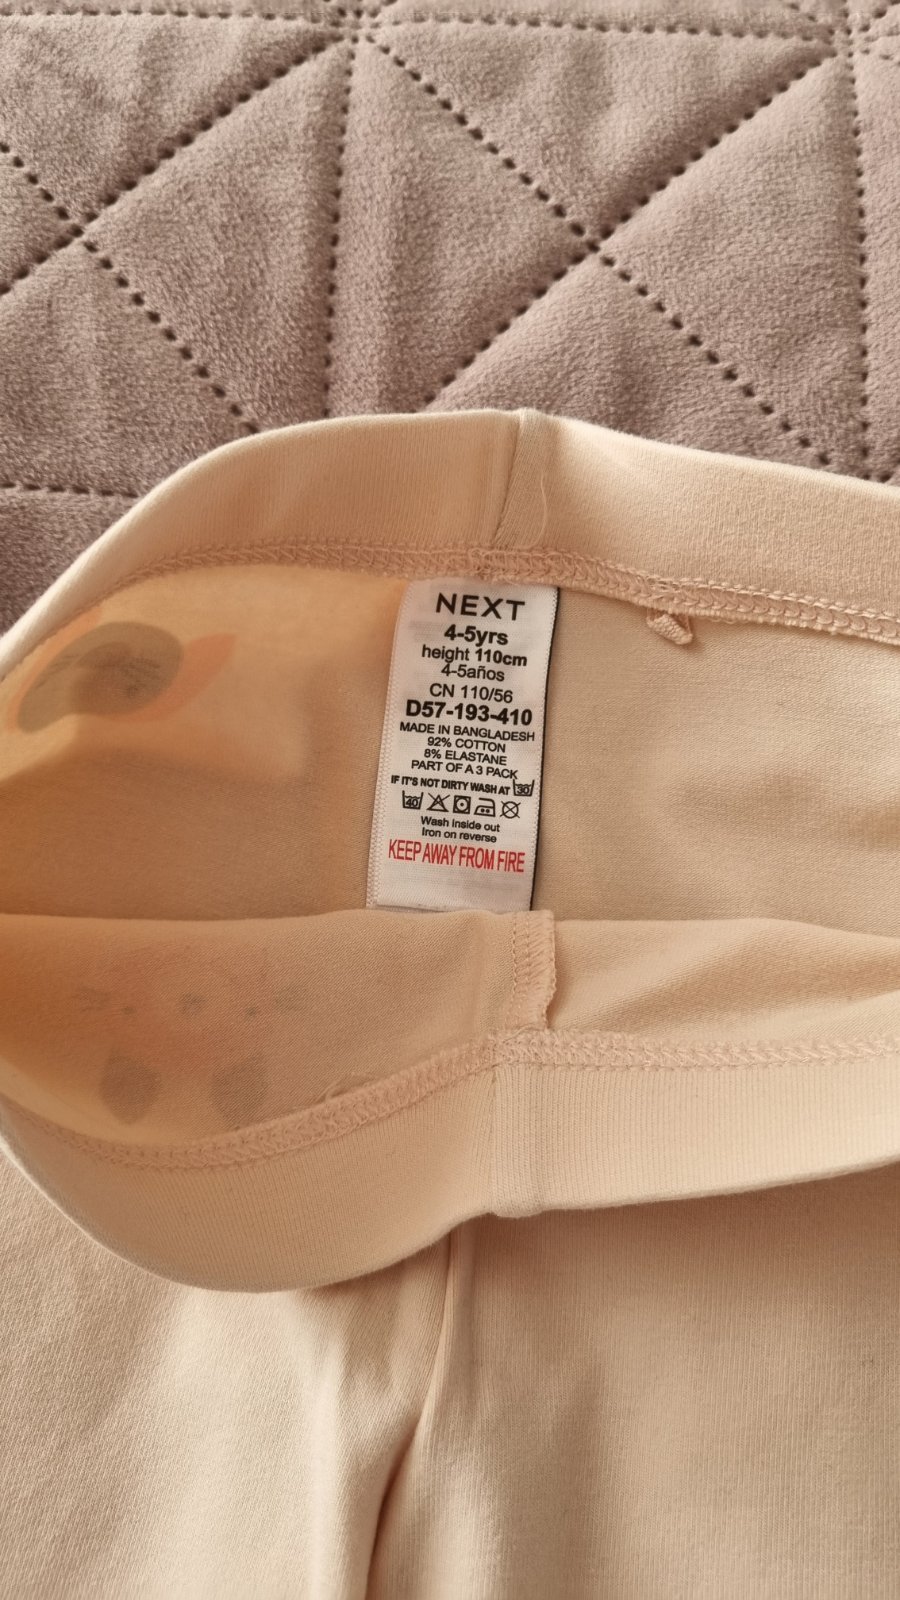 NEXT
4-5yrs
height 110cm
4-5años
CN 110/56
D57-193-410
MADE IN BANGLADESH
92% COTTON
8% ELASTANE
PART OF A 3 PACK
IF IT'S NOT DIRTY WASH AT 30
40
Wash inside out
Iron on reverse
KEEP AWAY FROM FIRE